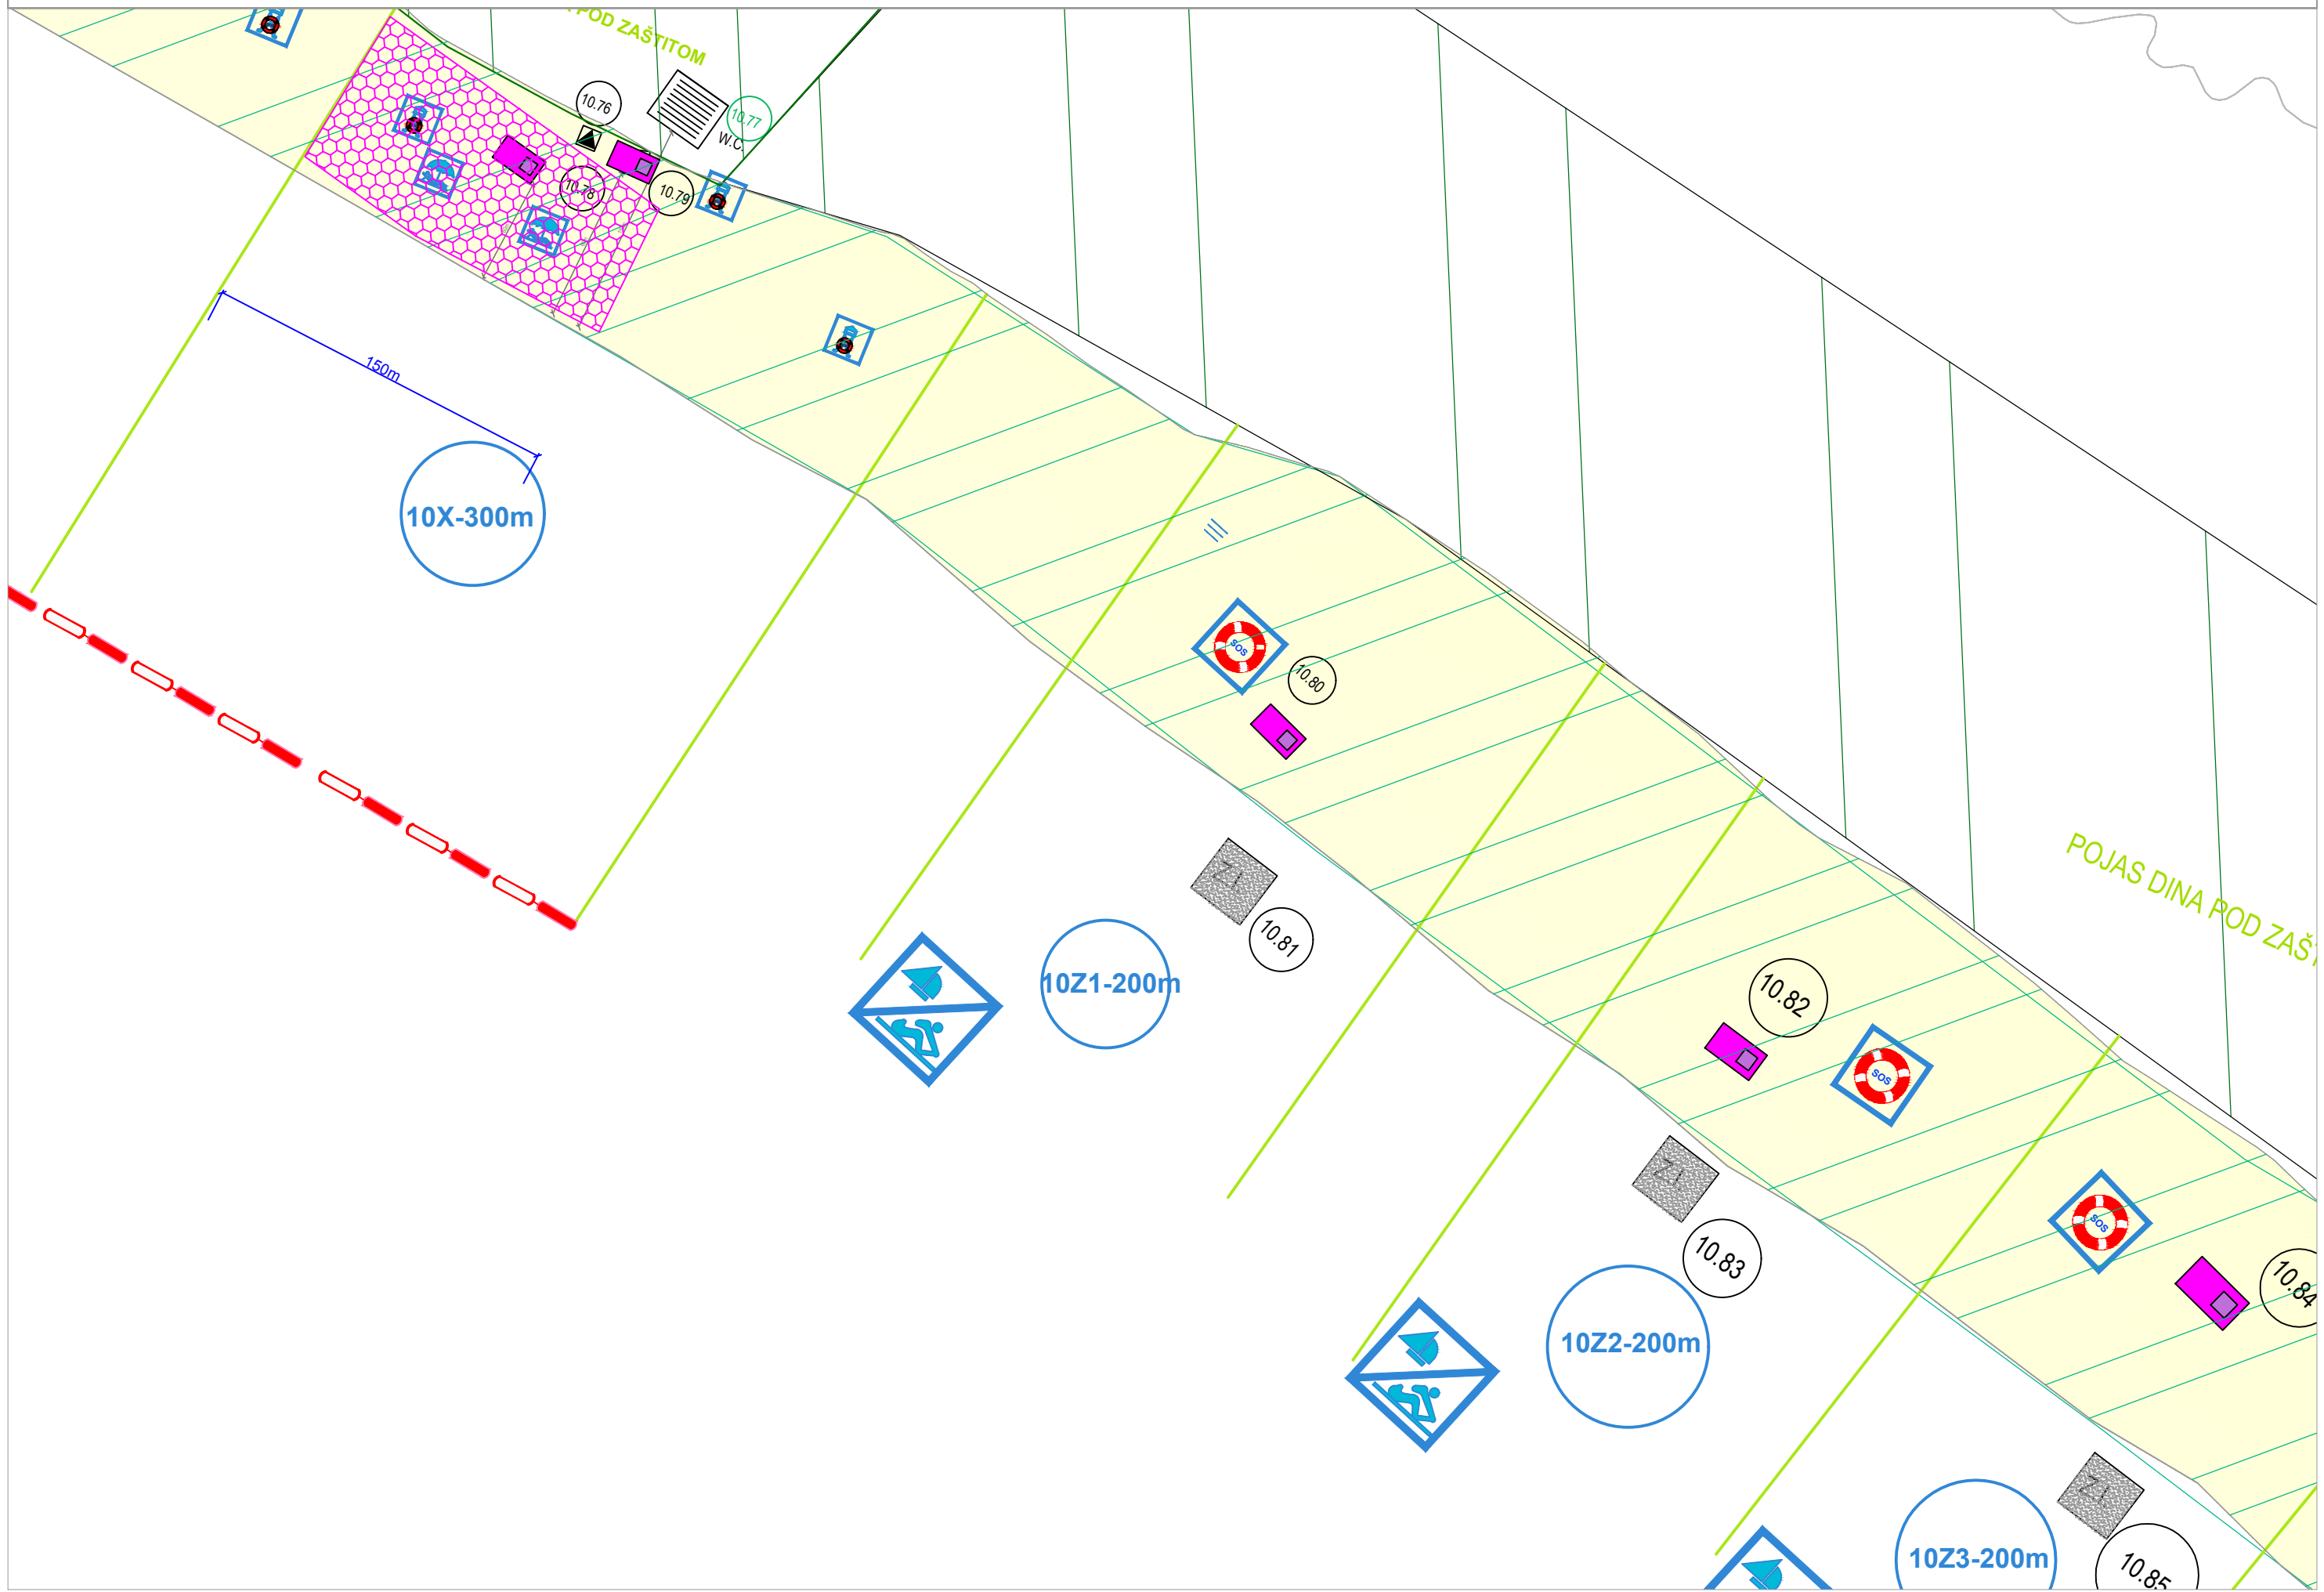 POD ZAŠTITOM
10.76
10.77
W.C.
10.78
10.79
150m
10X-300m
SOS
10.80
Z1
10.81
10Z1-200m
POJAS DINA POD ZAŠT
10.82
SOS
Z1
10.83
10Z2-200m
SOS
10.84
Z1
10Z3-200m
10.85